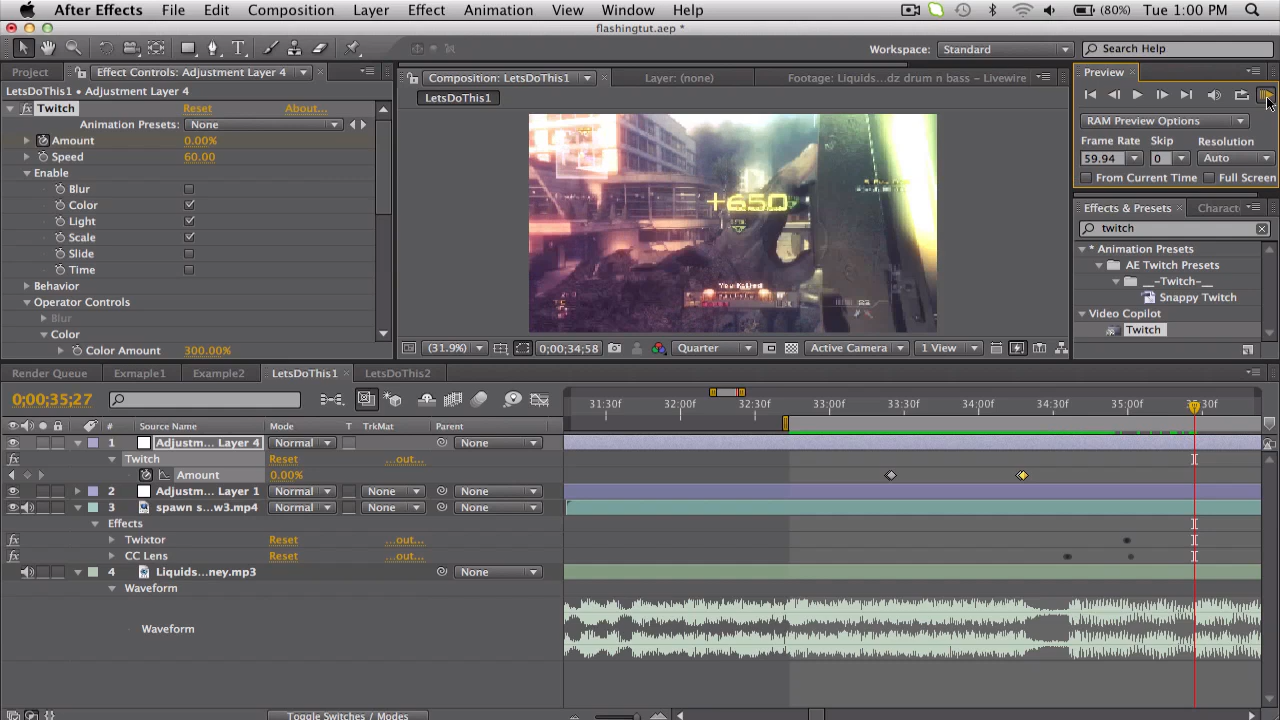 After Effects File Edit Composition Layer Effect Animation View Window Help (80%) Tue 1:00 PM
flashingtut.aep *
Workspace: Standard Search Help
Project Effect Controls: Adjustment Layer 4 Composition: LetsDoThis1 Layer: (none) Footage: Liquids...dz drum n bass - Livewire Preview
LetsDoThis1 • Adjustment Layer 4
LetsDoThis1
Twitch Reset About...
Animation Presets: None
Amount 0.00%
Speed 60.00
Enable
Blur
Color
Light
Scale
Slide
Time
Behavior
Operator Controls
Blur
Color
Color Amount 300.00%
+650
You Killed
(31.9%) 0;00;34;58 Quarter Active Camera 1 View
RAM Preview Options
Frame Rate Skip Resolution
59.94 0 Auto
From Current Time Full Screen
Effects & Presets Charact
twitch
* Animation Presets
AE Twitch Presets
__-Twitch-__
Snappy Twitch
Video Copilot
Twitch
Render Queue Exmaple1 Example2 LetsDoThis1 LetsDoThis2
0;00;35;27
31:30f 32:00f 32:30f 33:00f 33:30f 34:00f 34:30f 35:00f
Source Name Mode T TrkMat Parent
1 Adjustm... Layer 4 Normal None
Twitch Reset ...out...
Amount 0.00%
2 Adjustm... Layer 1 Normal None None
3 spawn s...w3.mp4 Normal None None
Effects
Twixtor Reset ...out...
CC Lens Reset ...out...
4 Liquids...ney.mp3 None
Waveform
Waveform
Toggle Switches / Modes